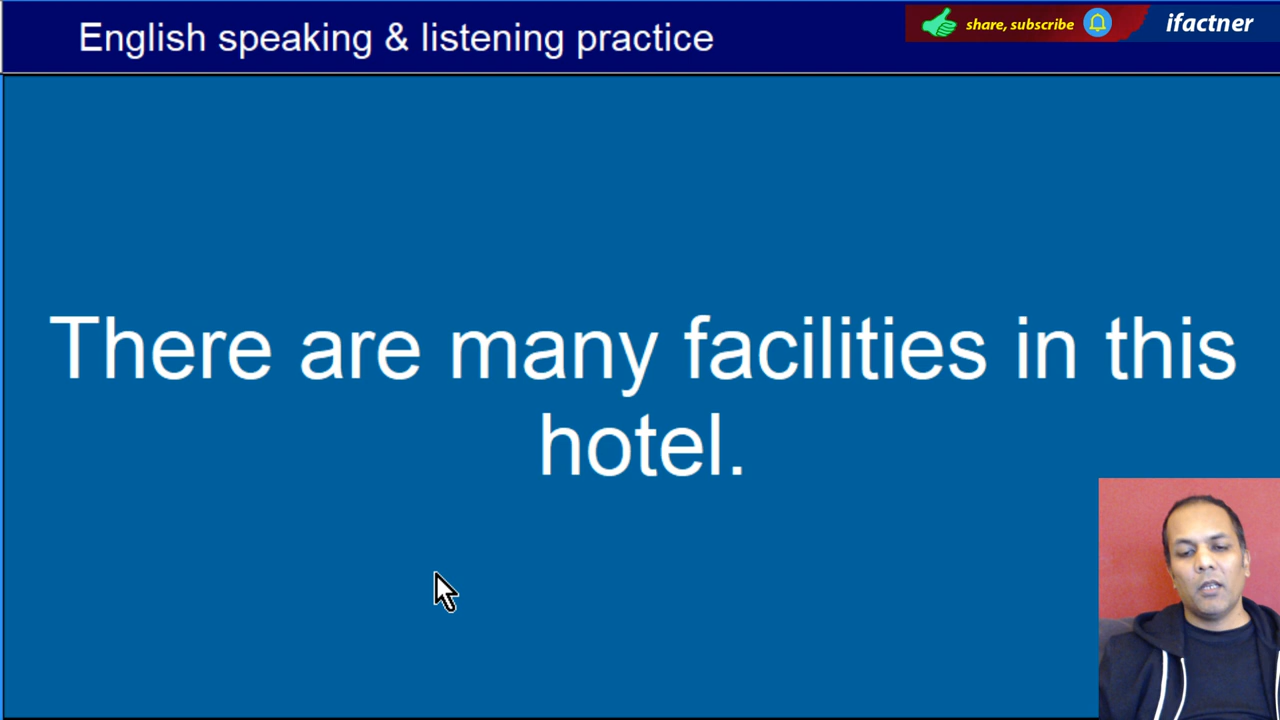 English speaking & listening practice
share, subscribe
ifactner
There are many facilities in this
hotel.